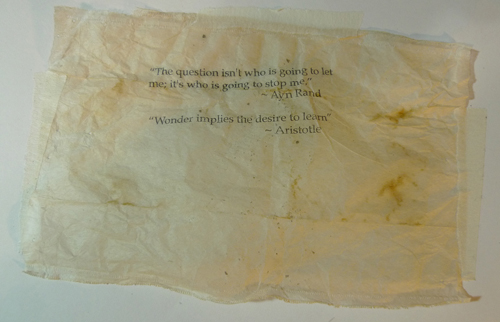 "The question isn't who is going to let
me; it's who is going to stop me."
~ Ayn Rand
"Wonder implies the desire to learn"
~ Aristotle